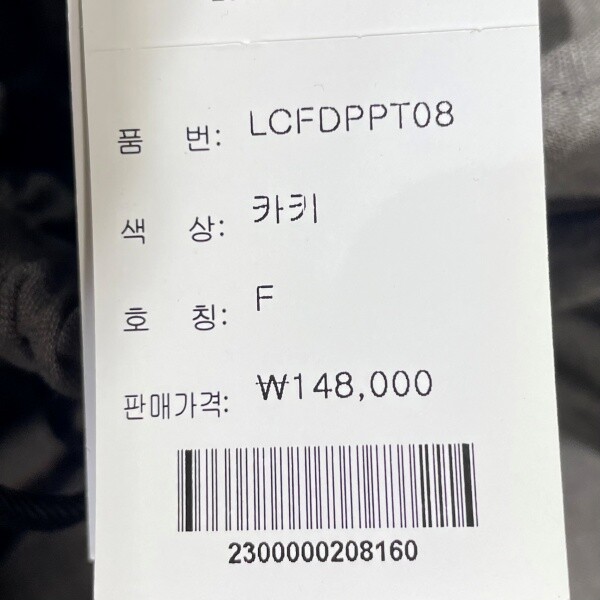 품 번: LCFDPPT08
색 상: 카키
호 칭: F
판매가격: ₩148,000
2300000208160